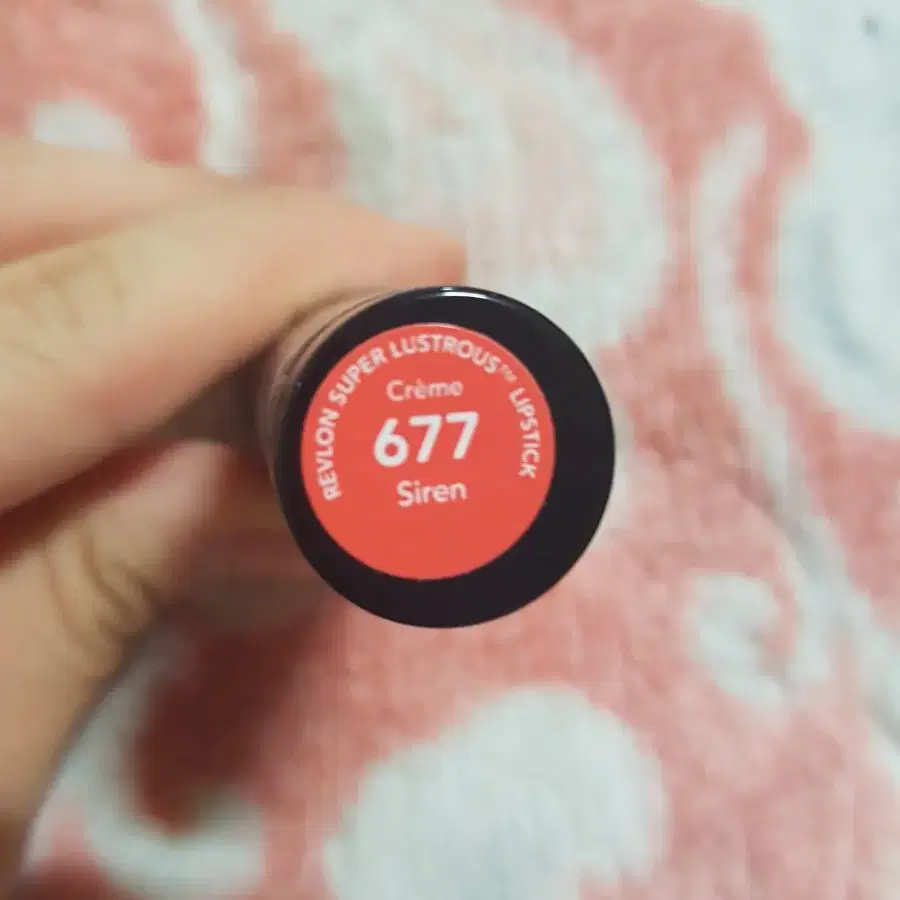 REVLON SUPER LUSTROUS™ LIPSTICK
Crème
677
Siren